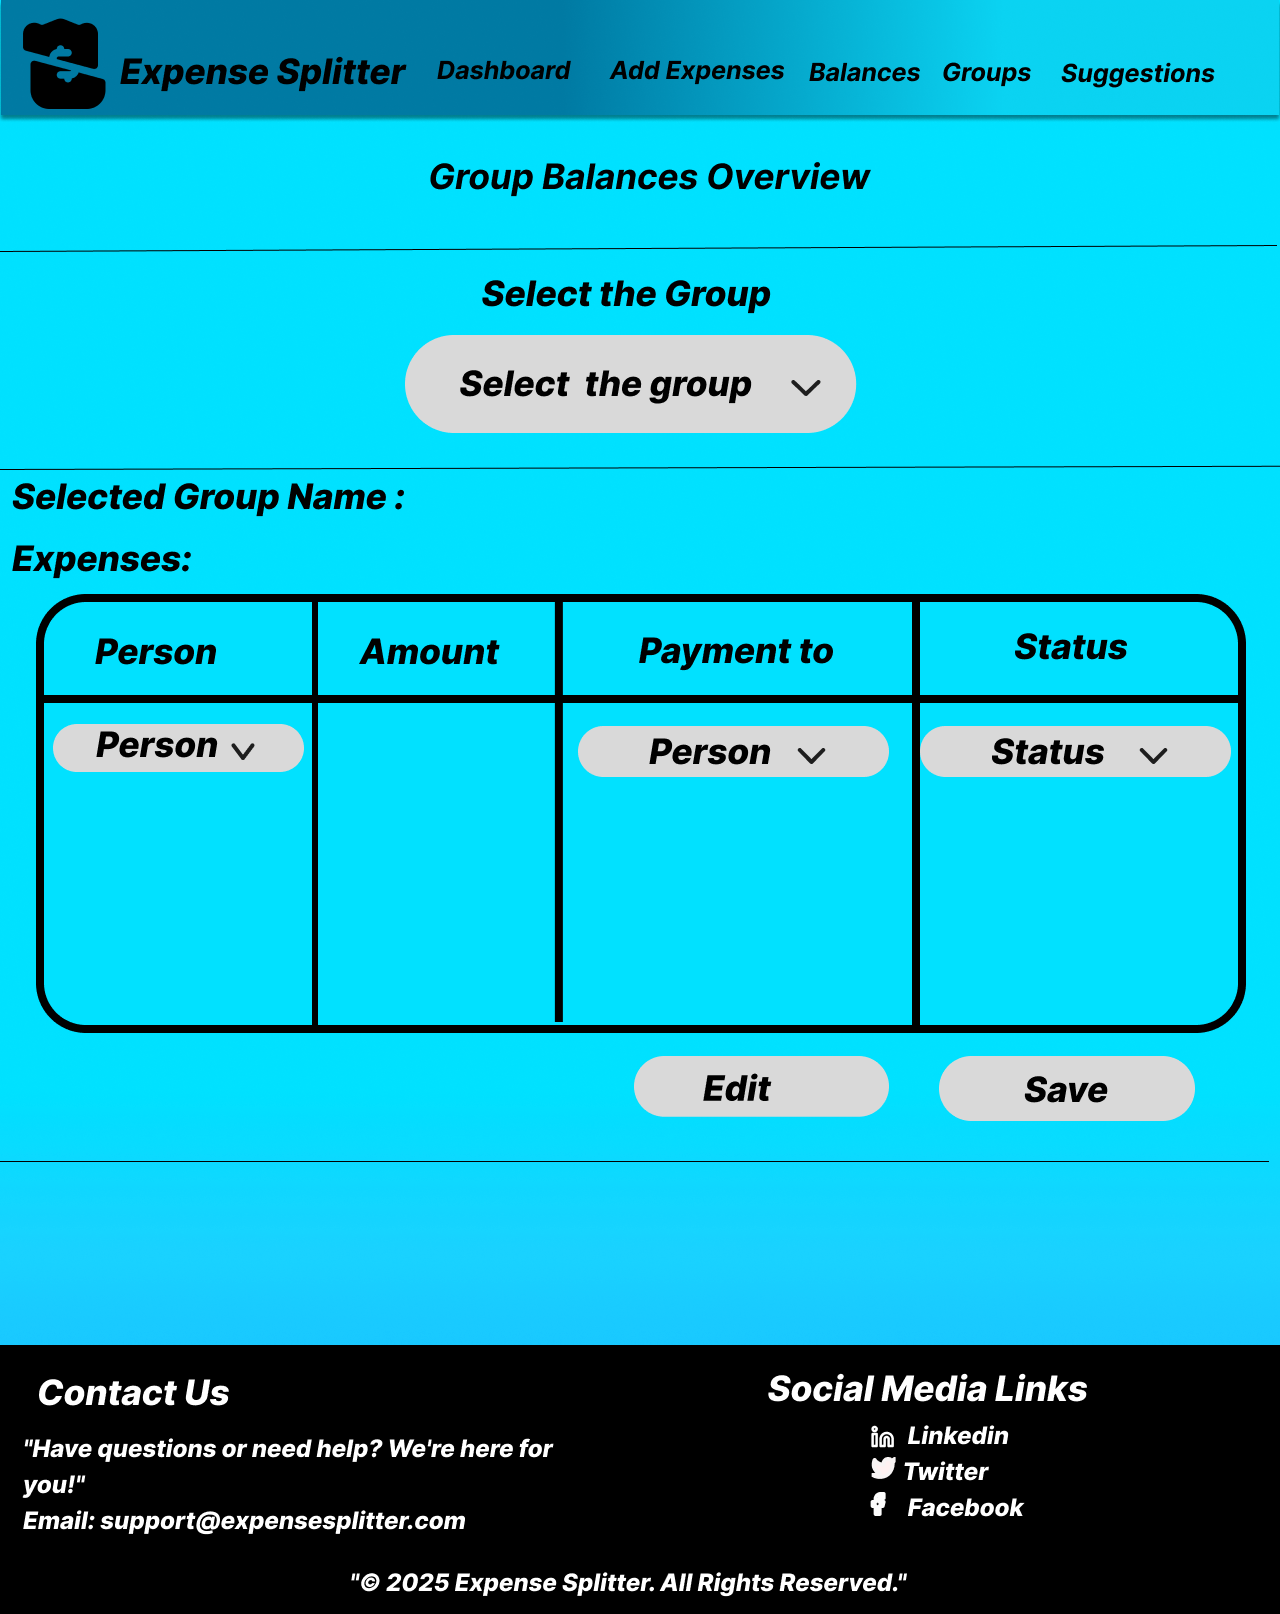 Expense Splitter Dashboard Add Expenses Balances Groups Suggestions
Group Balances Overview
Select the Group
Select  the group
Selected Group Name :
Expenses:
Person Amount Payment to Status
Person Person Status
Edit Save
Contact Us
"Have questions or need help? We're here for
you!"
Email: support@expensesplitter.com
Social Media Links
Linkedin
Twitter
Facebook
"© 2025 Expense Splitter. All Rights Reserved."